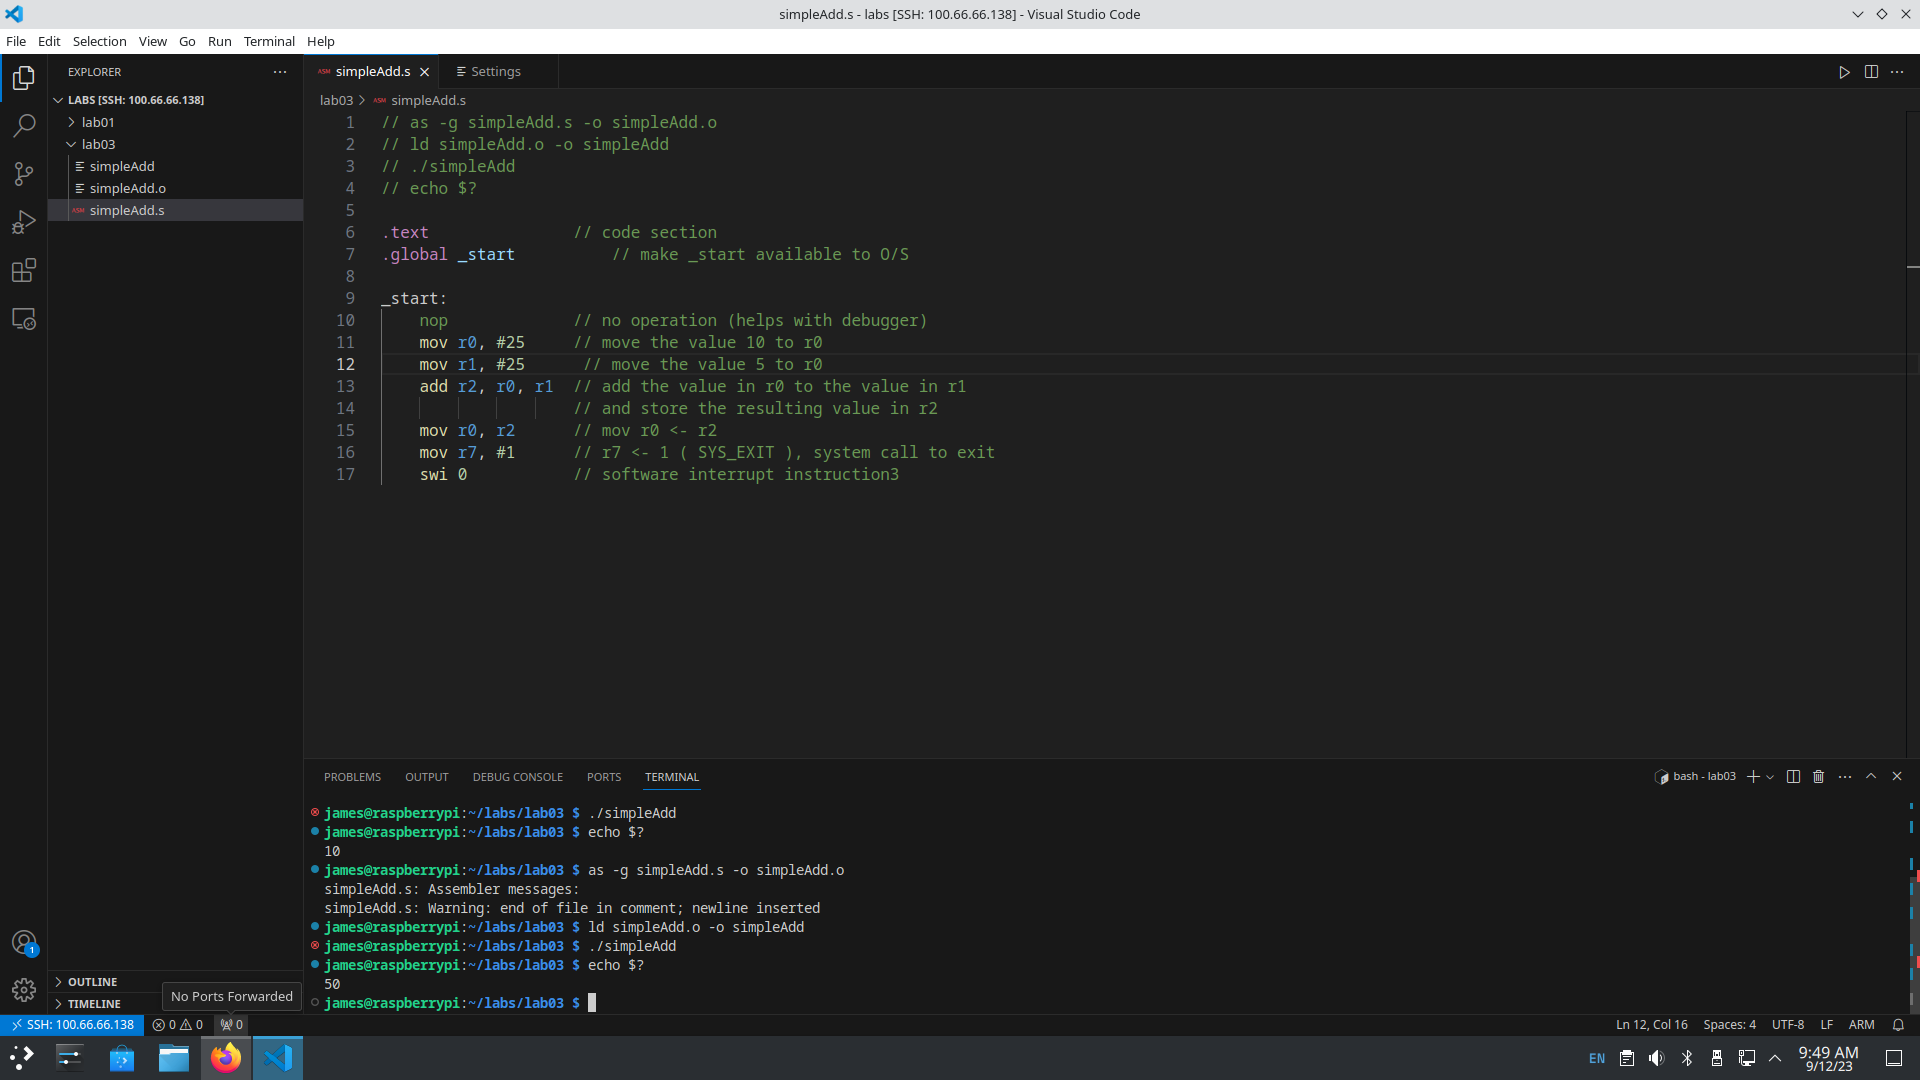 simpleAdd.s - labs [SSH: 100.66.66.138] - Visual Studio Code
File Edit Selection View Go Run Terminal Help
EXPLORER
LABS [SSH: 100.66.66.138]
lab01
lab03
simpleAdd
simpleAdd.o
ASM simpleAdd.s
OUTLINE
TIMELINE
No Ports Forwarded
ASM simpleAdd.s Settings
lab03 > ASM simpleAdd.s
1 // as -g simpleAdd.s -o simpleAdd.o
2 // ld simpleAdd.o -o simpleAdd
3 // ./simpleAdd
4 // echo $?
5
6 .text // code section
7 .global _start // make _start available to O/S
8
9 _start:
10 nop // no operation (helps with debugger)
11 mov r0, #25 // move the value 10 to r0
12 mov r1, #25 // move the value 5 to r0
13 add r2, r0, r1 // add the value in r0 to the value in r1
14 // and store the resulting value in r2
15 mov r0, r2 // mov r0 <- r2
16 mov r7, #1 // r7 <- 1 ( SYS_EXIT ), system call to exit
17 swi 0 // software interrupt instruction3
PROBLEMS OUTPUT DEBUG CONSOLE PORTS TERMINAL
bash - lab03
james@raspberrypi:~/labs/lab03 $ ./simpleAdd
james@raspberrypi:~/labs/lab03 $ echo $?
10
james@raspberrypi:~/labs/lab03 $ as -g simpleAdd.s -o simpleAdd.o
simpleAdd.s: Assembler messages:
simpleAdd.s: Warning: end of file in comment; newline inserted
james@raspberrypi:~/labs/lab03 $ ld simpleAdd.o -o simpleAdd
james@raspberrypi:~/labs/lab03 $ ./simpleAdd
james@raspberrypi:~/labs/lab03 $ echo $?
50
james@raspberrypi:~/labs/lab03 $
1
SSH: 100.66.66.138 0 0 0
Ln 12, Col 16 Spaces: 4 UTF-8 LF ARM
EN
9:49 AM
9/12/23